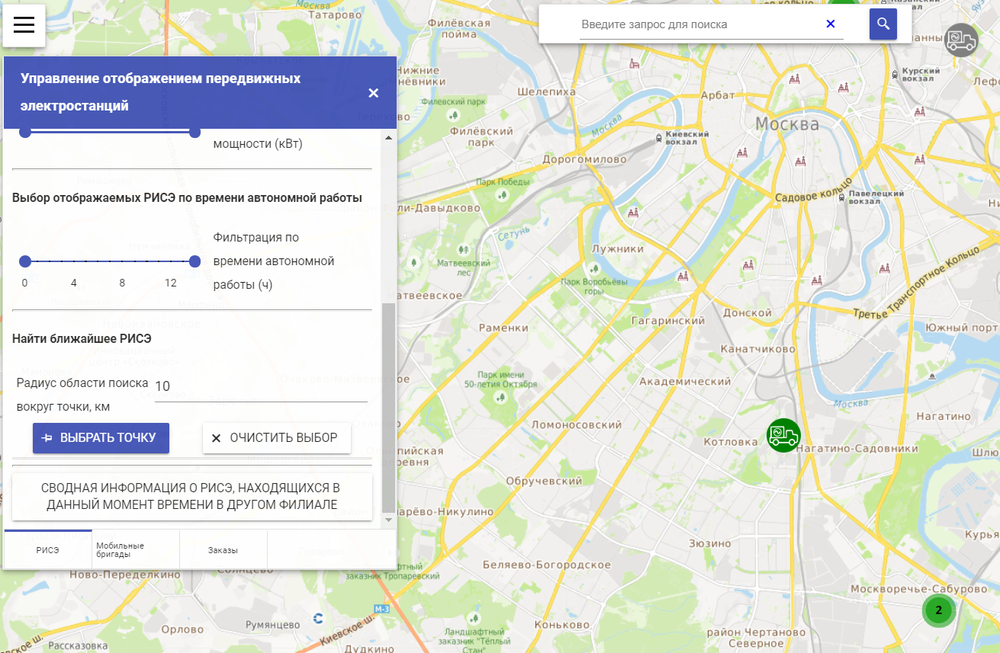 Введите запрос для поиска
Управление отображением передвижных
электростанций
мощности (кВт)
Выбор отображаемых РИСЭ по времени автономной работы
Фильтрация по
времени автономной
работы (ч)
0 4 8 12
Найти ближайшее РИСЭ
Радиус области поиска
вокруг точки, км
10
ВЫБРАТЬ ТОЧКУ
ОЧИСТИТЬ ВЫБОР
СВОДНАЯ ИНФОРМАЦИЯ О РИСЭ, НАХОДЯЩИХСЯ В
ДАННЫЙ МОМЕНТ ВРЕМЕНИ В ДРУГОМ ФИЛИАЛЕ
РИСЭ
Мобильные
бригады
Заказы
Москва
Татарово
Филёвская
пойма
Шелепиха
Филевский парк
Филёвский
парк
Москва
Арбат
Курский
вокзал
Москва
Киевский
вокзал
Дорогомилово
Парк Победы
Садовое кольцо
Павелецкий
вокзал
Сетунь
Лужники
Матвеевский
лес
Парк Воробьёвы
горы
Третье Транспортное Кольцо
Раменки
Гагаринский
Донской
Южный порт
Канатчиково
Парк имени
50-летия Октября
Академический
Москва
Нагатино
Ломоносовский
Котловка
Нагатино-Садовники
Обручевский
Зюзино
Беляево-Богородское
заказник Тропаревский
Ново-Переделкино
Солнцево
М-3
Москворечье-Сабурово
2
Орлово
Румянцево
Киевское ш.
Ландшафтный
заказник "Тёплый
Стан"
Коньково
район Чертаново
Северное
Рассказовка
Дудкино